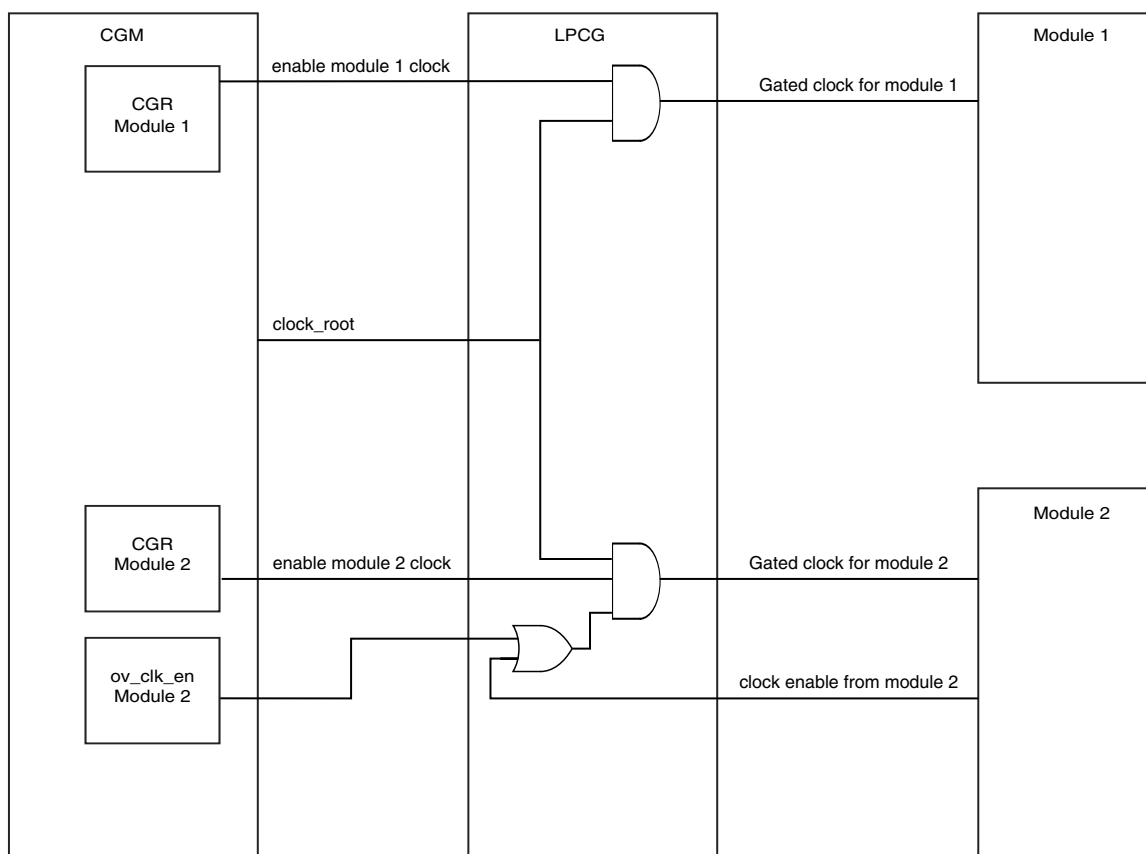 CGM
LPCG
Module 1
enable module 1 clock
CGR
Module 1
Gated clock for module 1
clock_root
CGR
Module 2
enable module 2 clock
Gated clock for module 2
Module 2
ov_clk_en
Module 2
clock enable from module 2